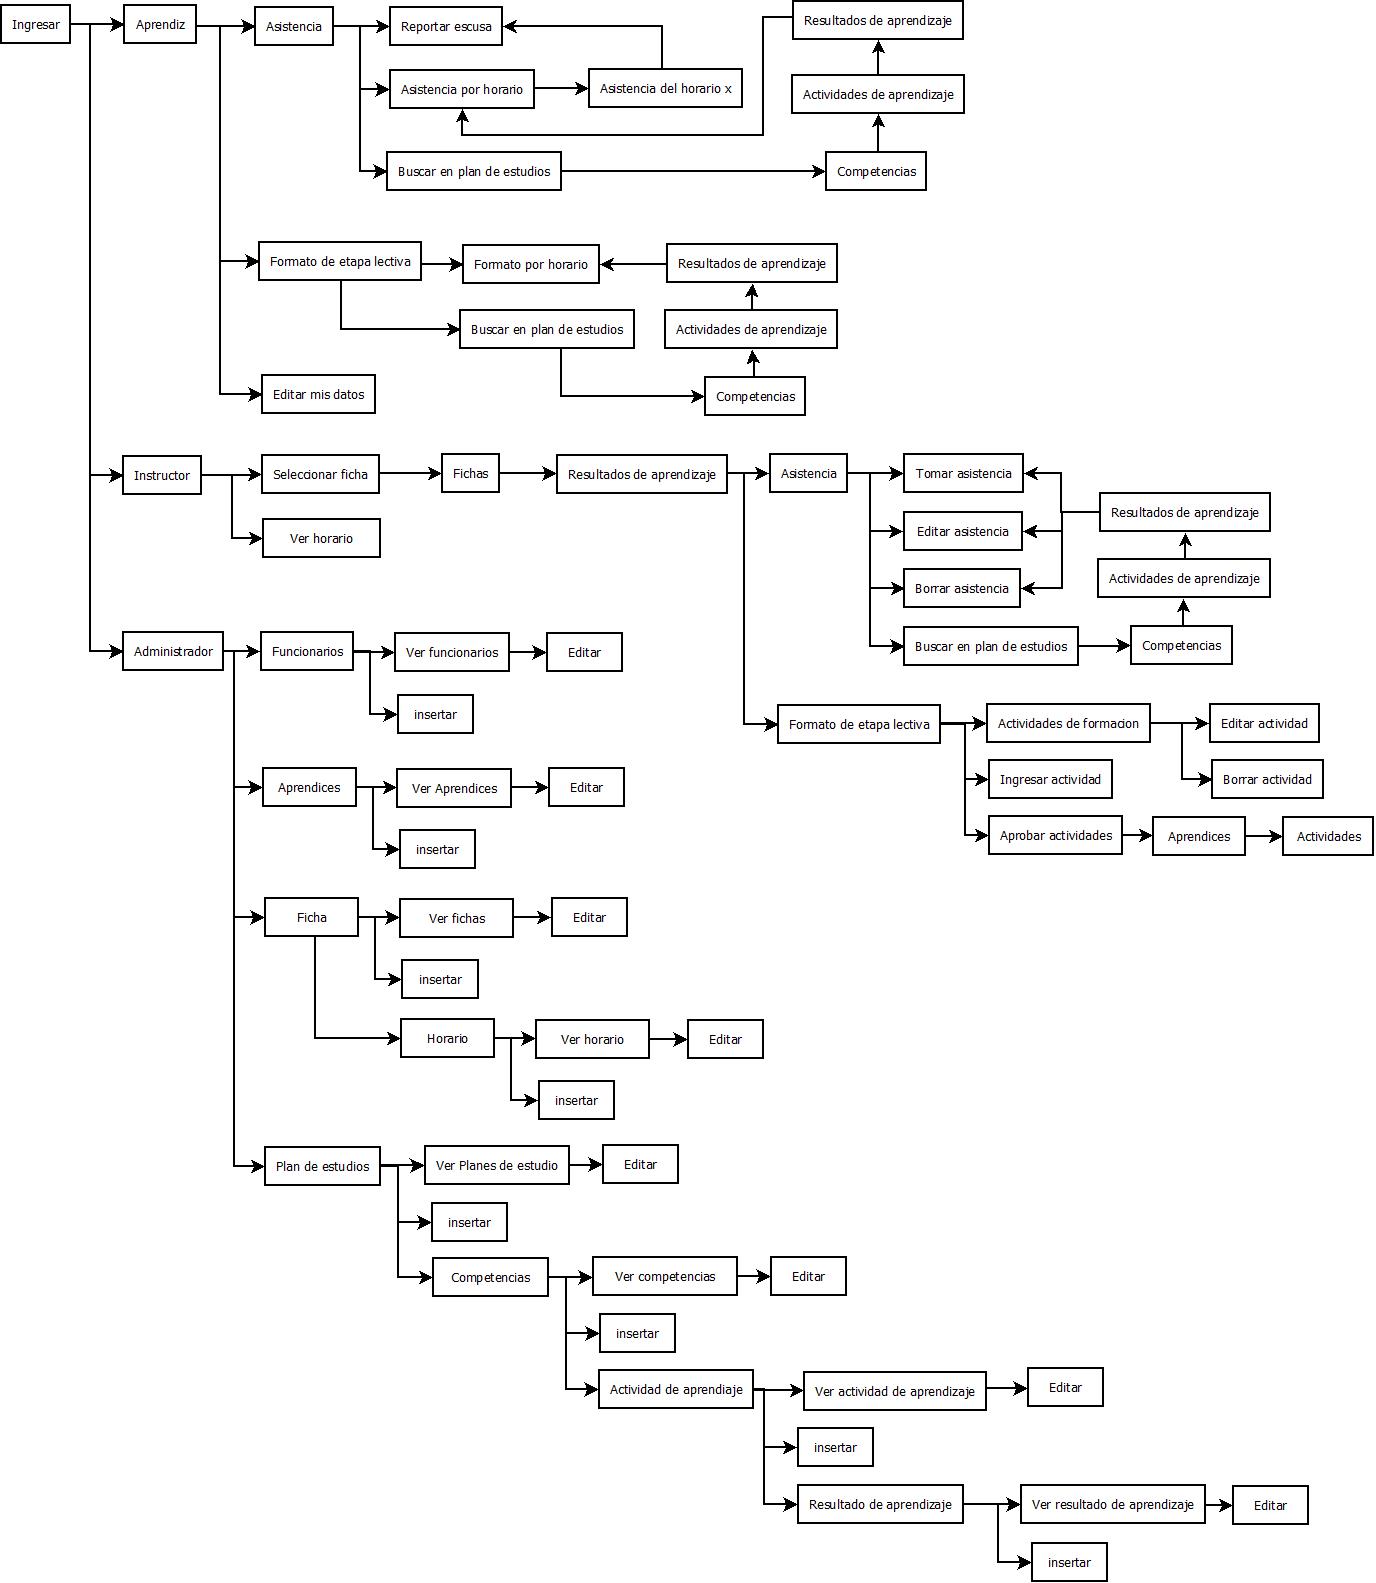 Ingresar
Aprendiz
Asistencia
Reportar escusa
Resultados de aprendizaje
Asistencia por horario
Asistencia del horario x
Actividades de aprendizaje
Buscar en plan de estudios
Competencias
Formato de etapa lectiva
Formato por horario
Resultados de aprendizaje
Buscar en plan de estudios
Actividades de aprendizaje
Editar mis datos
Competencias
Instructor
Seleccionar ficha
Fichas
Resultados de aprendizaje
Asistencia
Tomar asistencia
Resultados de aprendizaje
Ver horario
Editar asistencia
Borrar asistencia
Actividades de aprendizaje
Buscar en plan de estudios
Competencias
Administrador
Funcionarios
Ver funcionarios
Editar
insertar
Formato de etapa lectiva
Actividades de formacion
Editar actividad
Ingresar actividad
Borrar actividad
Aprobar actividades
Aprendices
Actividades
Aprendices
Ver Aprendices
Editar
insertar
Ficha
Ver fichas
Editar
insertar
Horario
Ver horario
Editar
insertar
Plan de estudios
Ver Planes de estudio
Editar
insertar
Competencias
Ver competencias
Editar
insertar
Actividad de aprendiaje
Ver actividad de aprendizaje
Editar
insertar
Resultado de aprendizaje
Ver resultado de aprendizaje
Editar
insertar